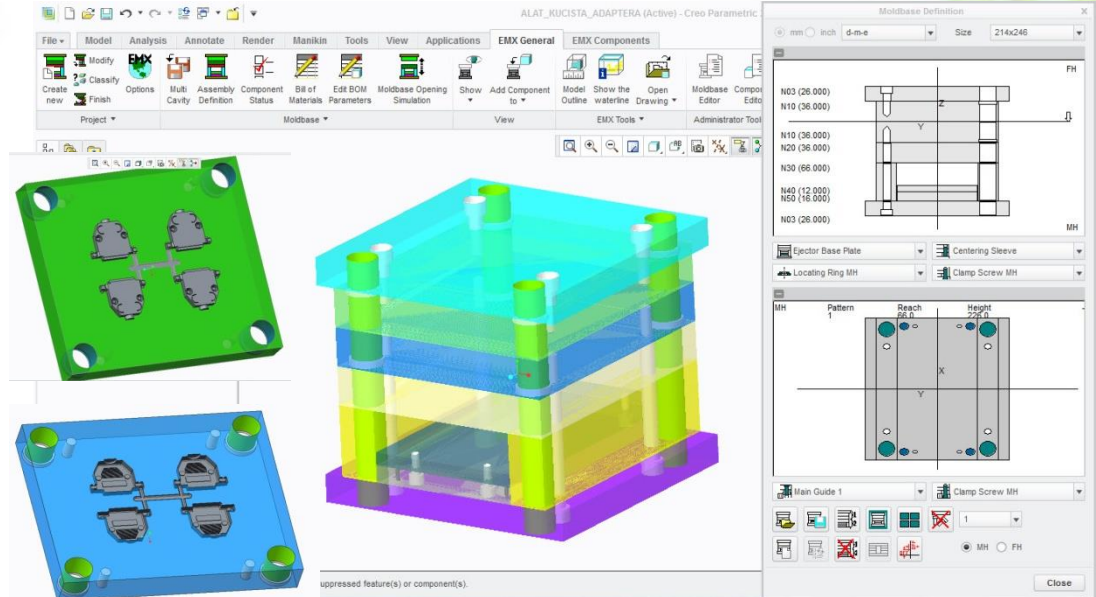 ALAT_KUCISTA_ADAPTERA (Active) - Creo Parametric
File Model Analysis Annotate Render Manikin Tools View Applications EMX General EMX Components
Create new
Modify
Classify
Finish
Options
Multi Cavity
Assembly Definition
Component Status
Bill of Materials
Edit BOM Parameters
Moldbase Opening Simulation
Show
Add Component to
Model Outline
Show the waterline
Open Drawing
Moldbase Editor
Compo
Edito
Project
Moldbase
View
EMX Tools
Administrator Tool
uppressed feature(s) or component(s).
Moldbase Definition X
mm inch d-m-e Size 214x246
FH
N03 (26.000)
N10 (36.000)
Z
Y
N10 (36.000)
N20 (36.000)
N30 (66.000)
N40 (12.000)
N50 (16.000)
N03 (26.000)
MH
Ejector Base Plate Centering Sleeve
Locating Ring MH Clamp Screw MH
MH Pattern Reach Height
1 66.0 226.0
X
Y
Main Guide 1 Clamp Screw MH
1
MH FH
Close